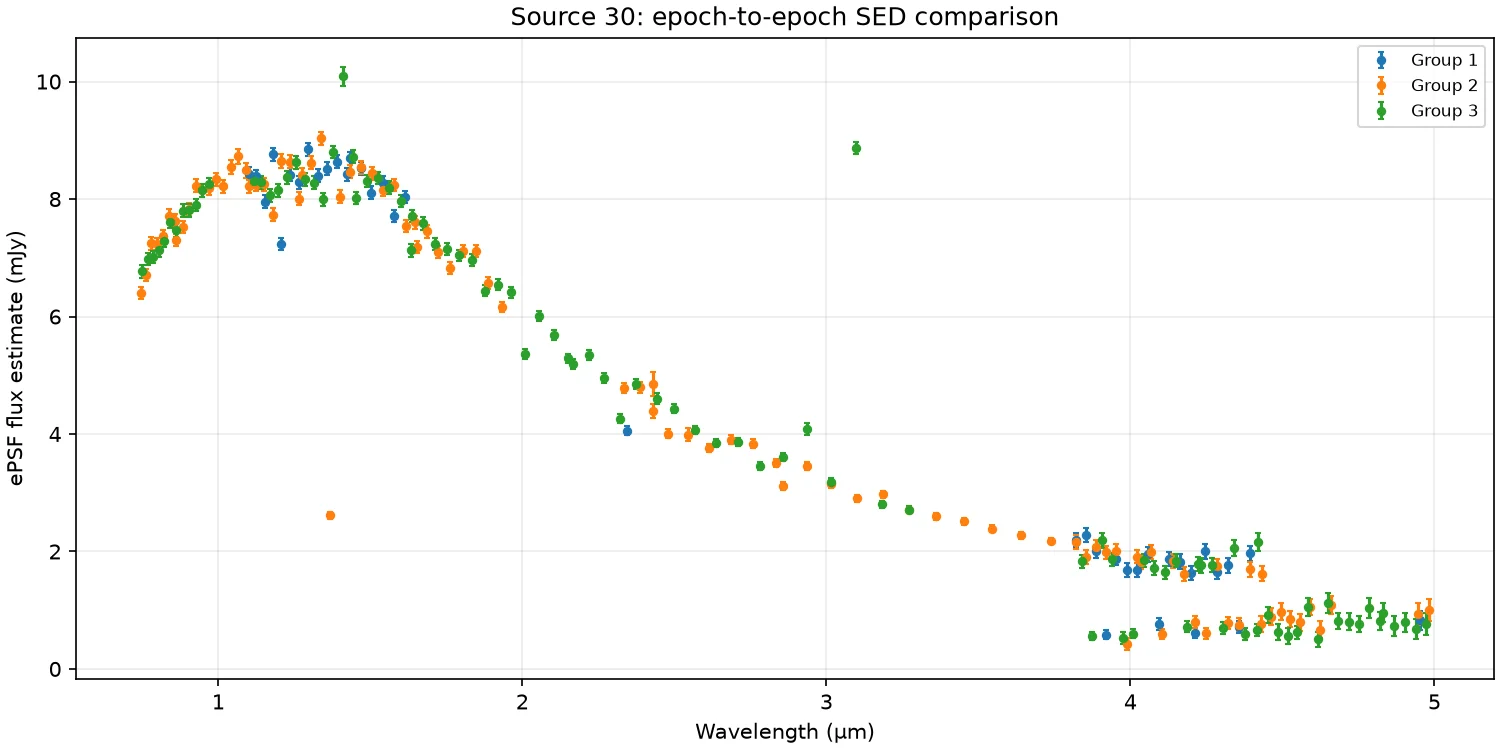 Source 30: epoch-to-epoch SED comparison
Group 1
Group 2
Group 3
ePSF flux estimate (mJy)
10
8
6
4
2
0
1 2 3 4 5
Wavelength (μm)